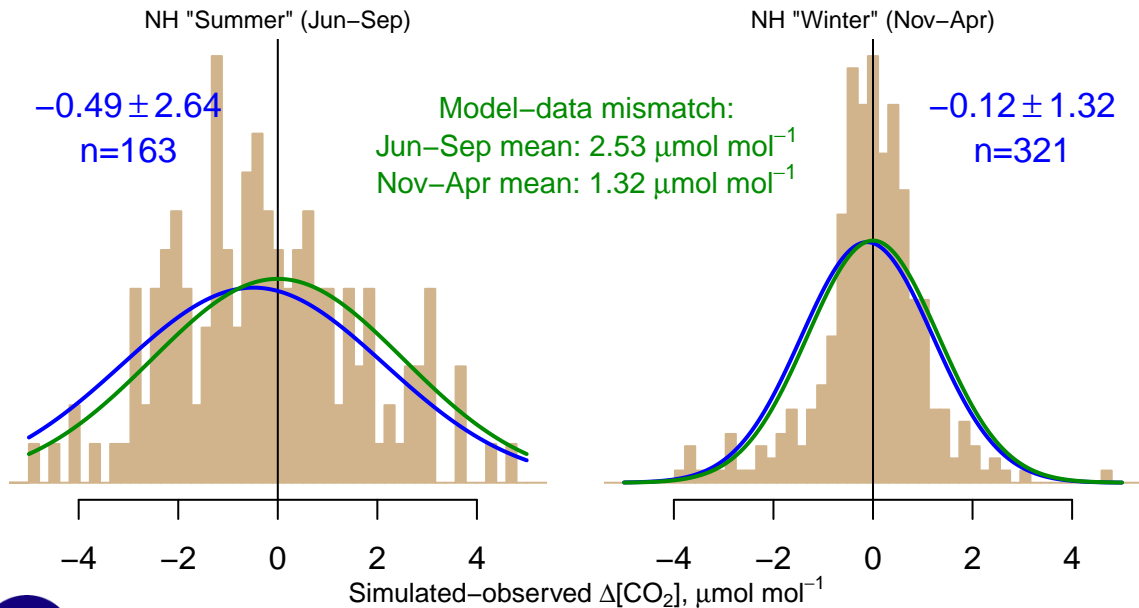 NH "Summer" (Jun−Sep)
NH "Winter" (Nov−Apr)
−0.49 ± 2.64
n=163
Model−data mismatch:
Jun−Sep mean: 2.53 μmol mol⁻¹
Nov−Apr mean: 1.32 μmol mol⁻¹
−0.12 ± 1.32
n=321
−4 −2 0 2 4
−4 −2 0 2 4
Simulated−observed Δ[CO₂], μmol mol⁻¹